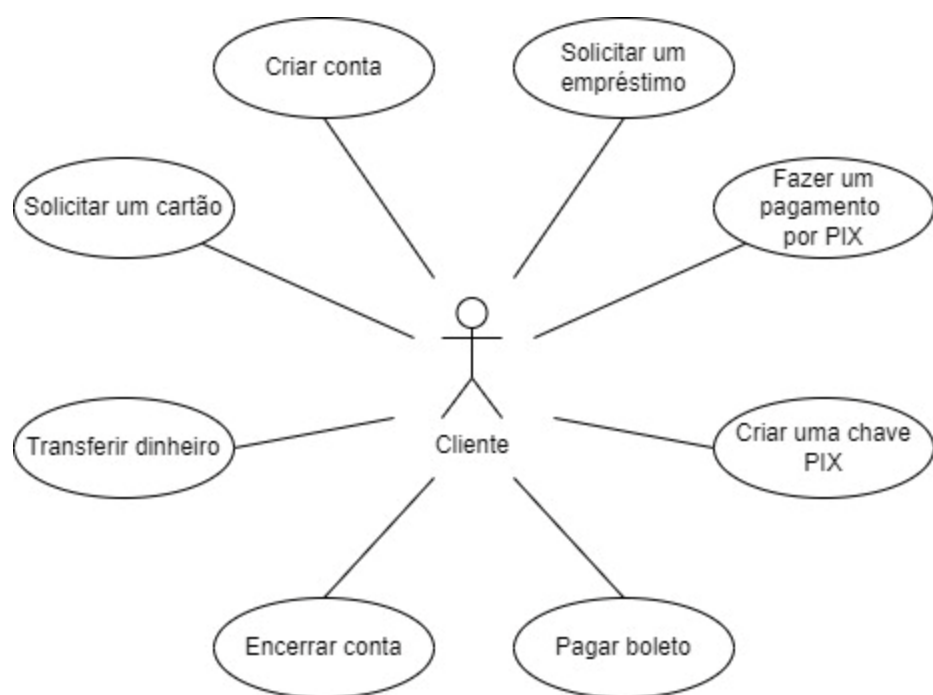 Criar conta
Solicitar um
empréstimo
Solicitar um cartão
Fazer um
pagamento
por PIX
Transferir dinheiro
Cliente
Criar uma chave
PIX
Encerrar conta
Pagar boleto